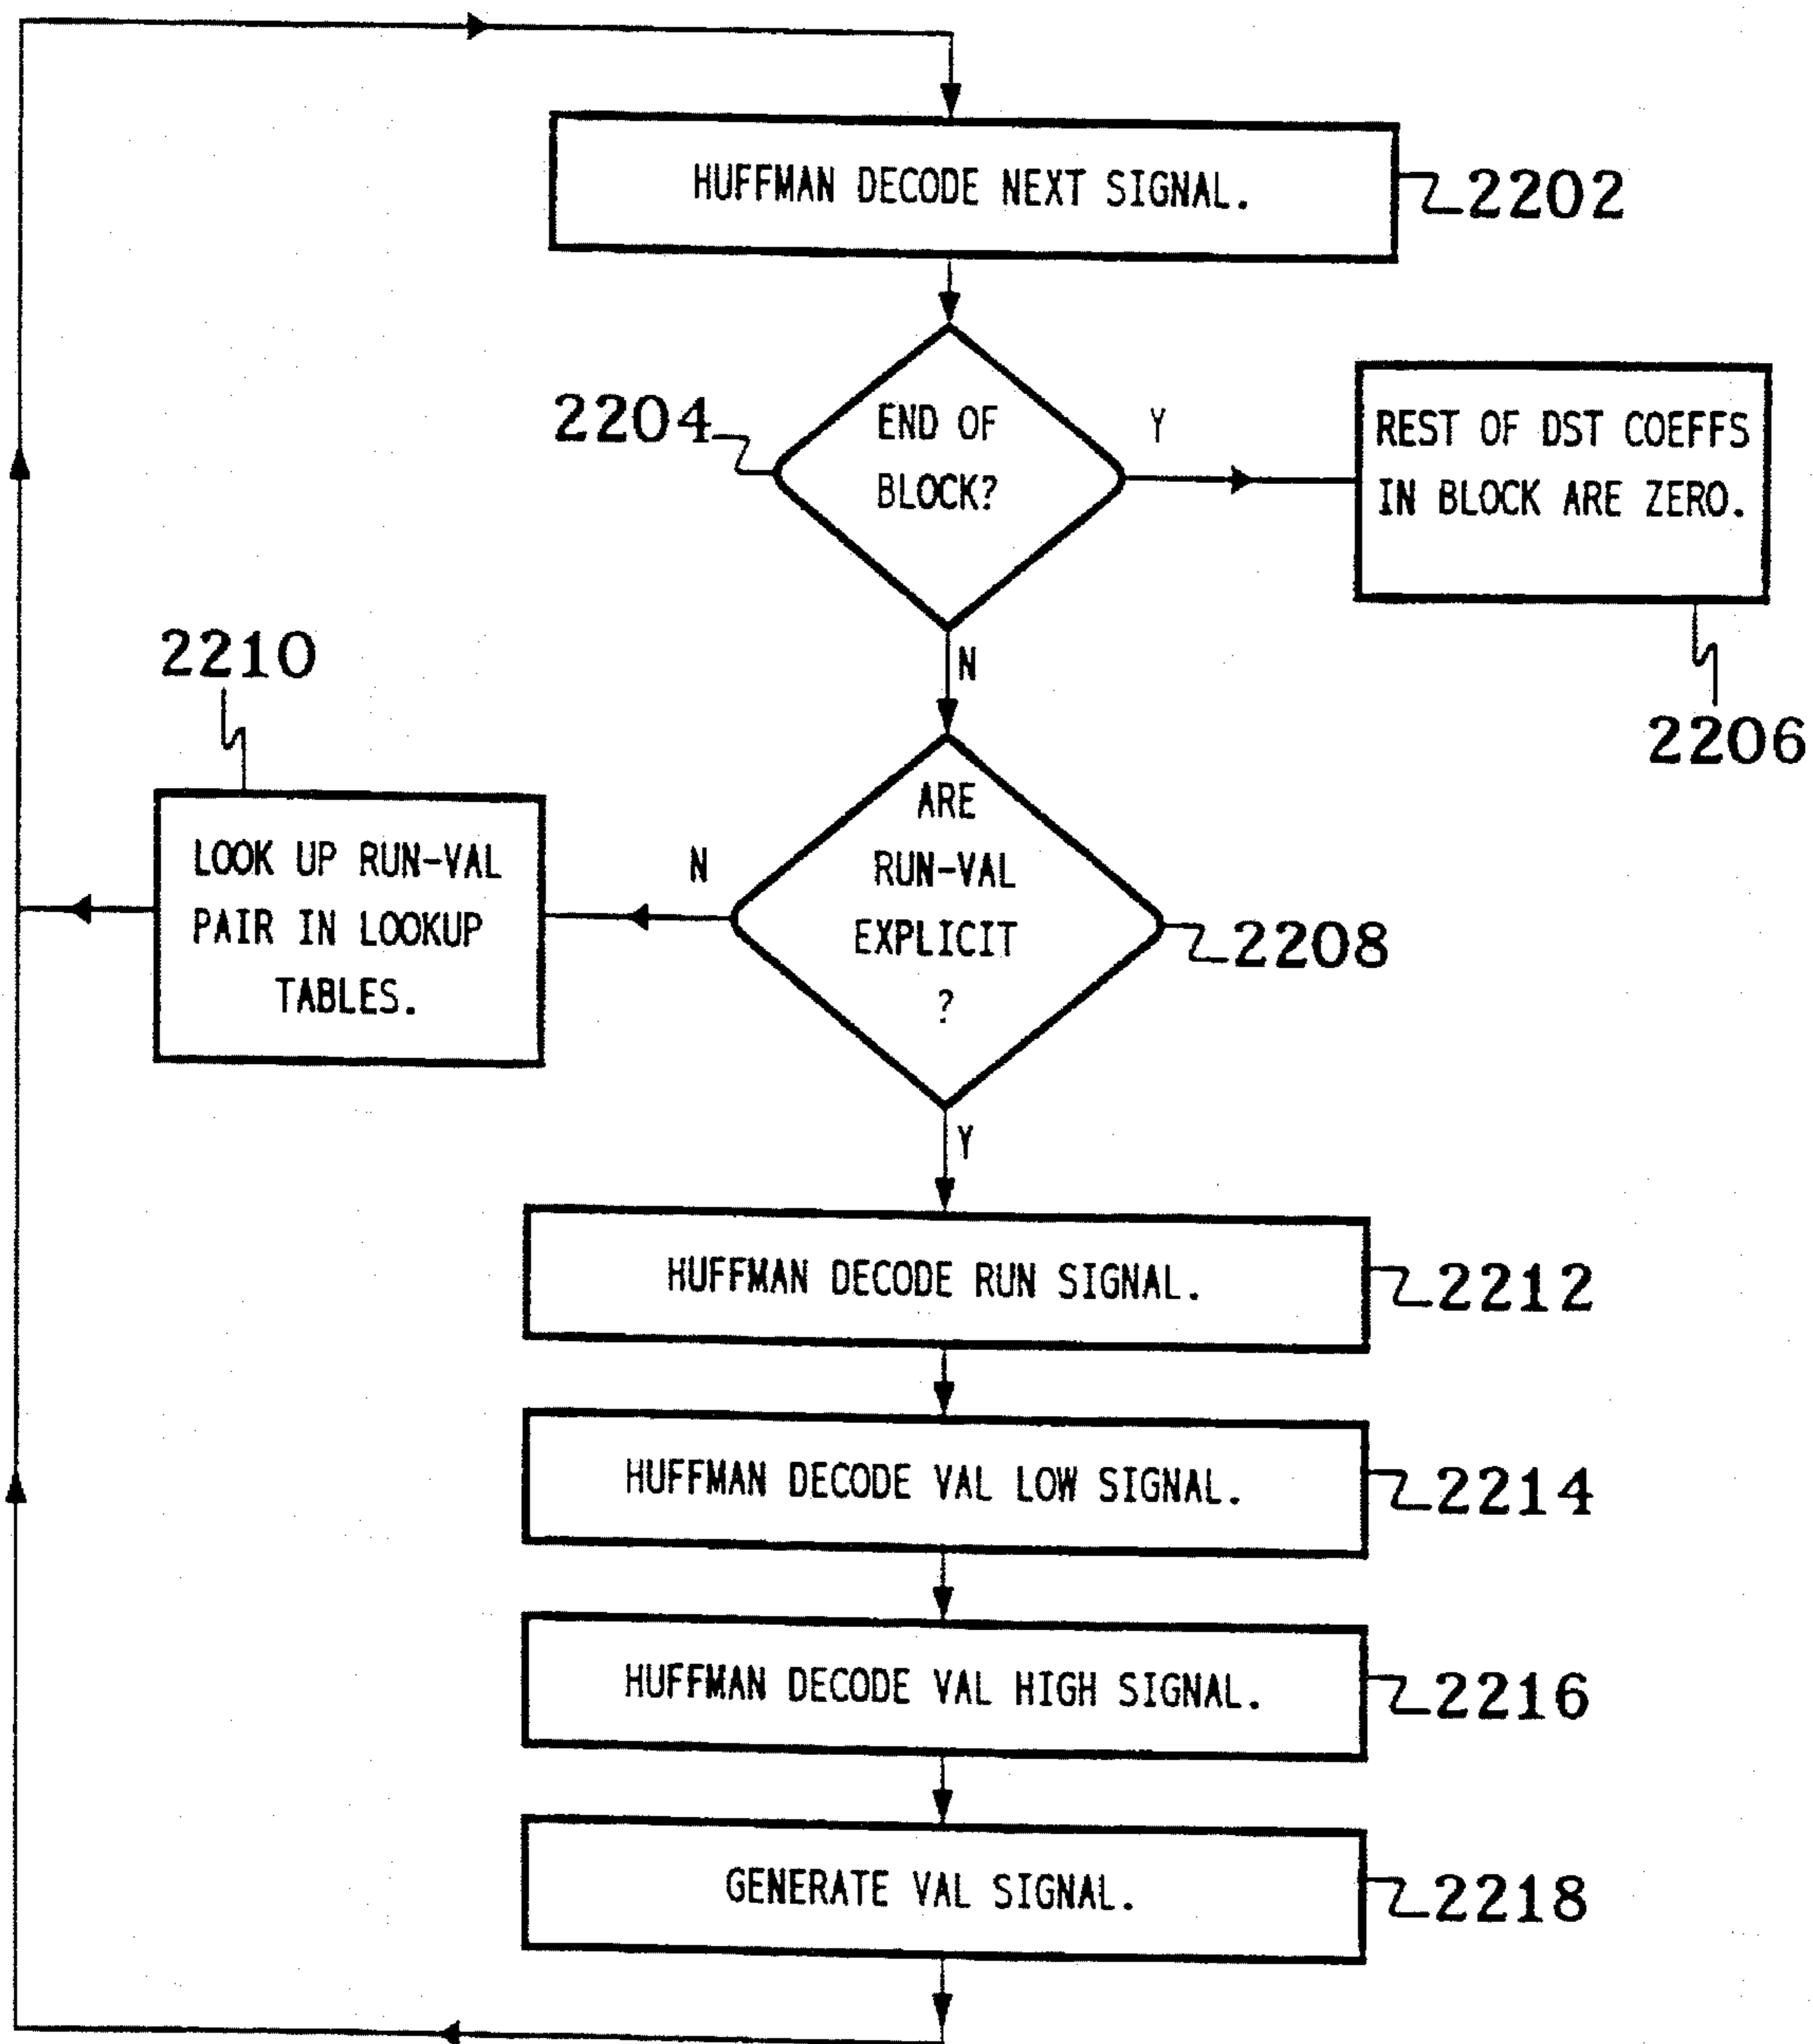 HUFFMAN DECODE NEXT SIGNAL.
2202
2204
END OF
BLOCK?
Y
REST OF DST COEFFS
IN BLOCK ARE ZERO.
2206
N
2210
LOOK UP RUN-VAL
PAIR IN LOOKUP
TABLES.
N
ARE
RUN-VAL
EXPLICIT
?
2208
Y
HUFFMAN DECODE RUN SIGNAL.
2212
HUFFMAN DECODE VAL LOW SIGNAL.
2214
HUFFMAN DECODE VAL HIGH SIGNAL.
2216
GENERATE VAL SIGNAL.
2218